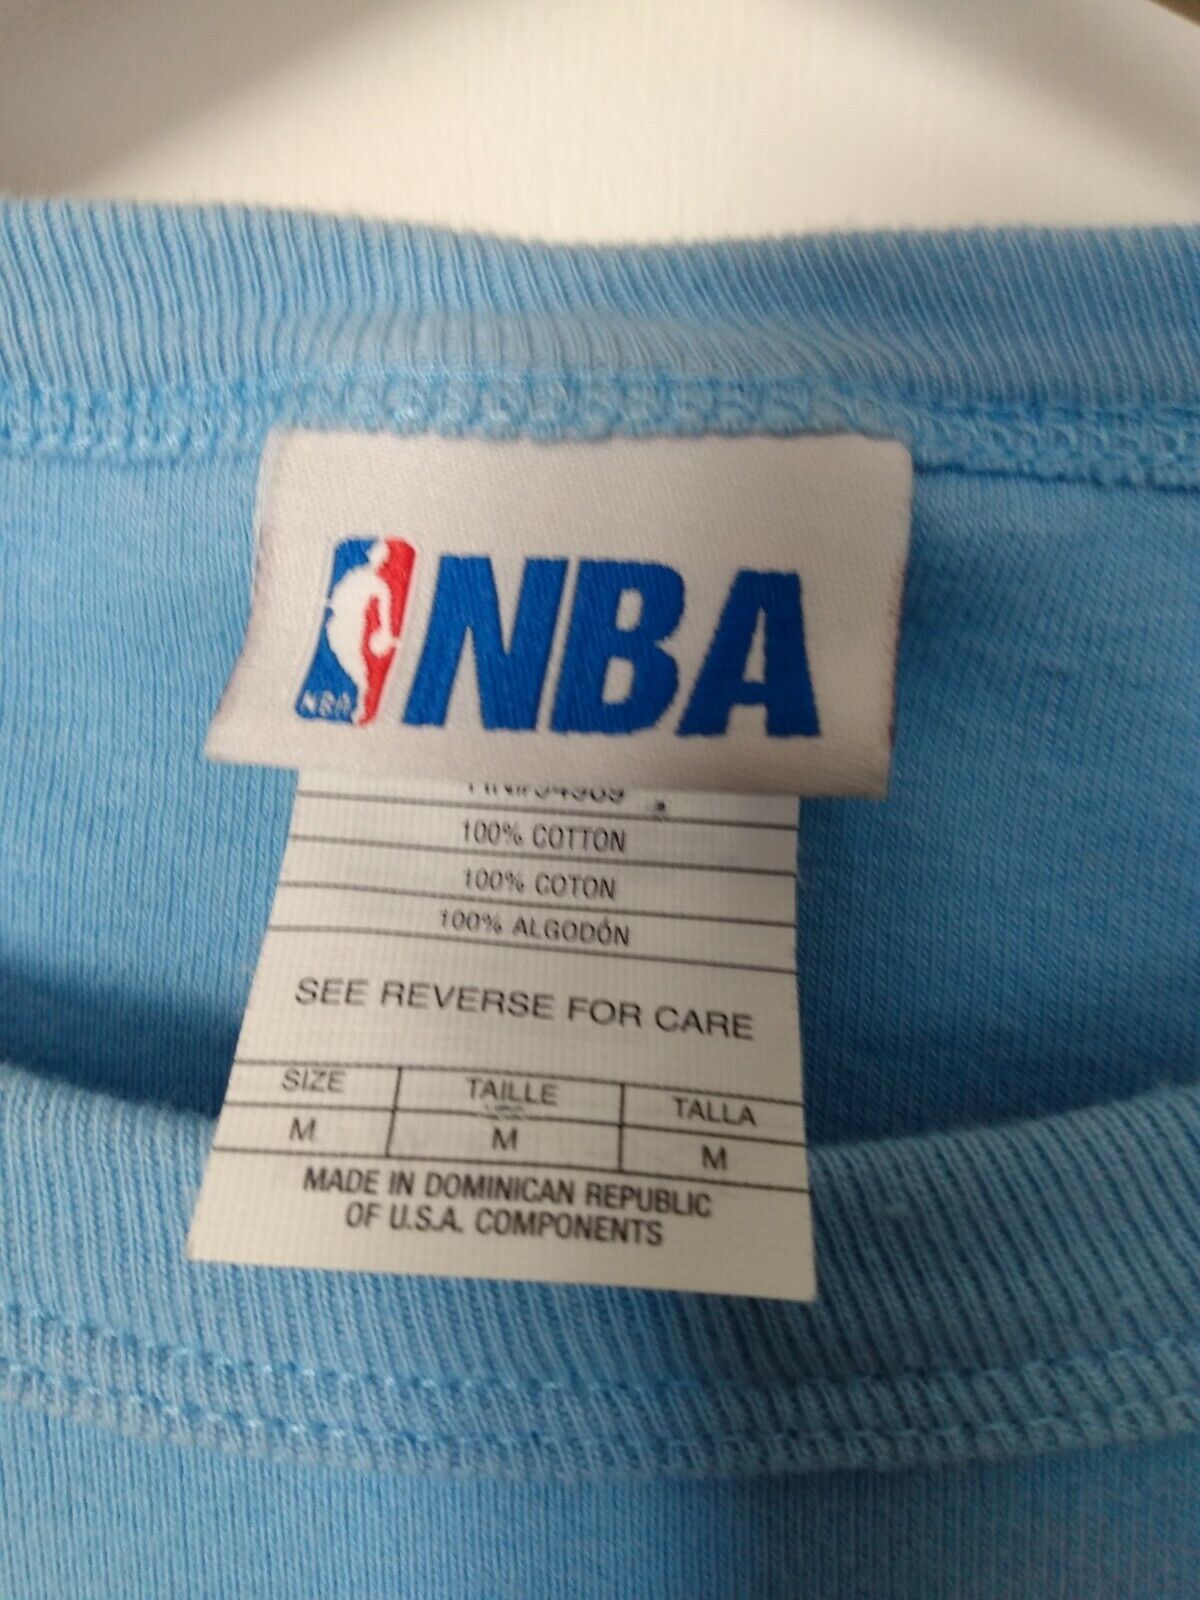 NBA
NBA
100% COTTON
100% COTON
100% ALGODÓN
SEE REVERSE FOR CARE
SIZE TAILLE TALLA
M M M
MADE IN DOMINICAN REPUBLIC
OF U.S.A. COMPONENTS